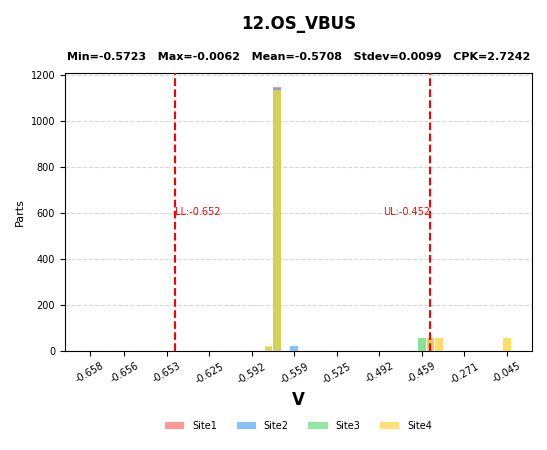 12.OS_VBUS
Min=-0.5723 Max=-0.0062 Mean=-0.5708 Stdev=0.0099 CPK=2.7242
1200
1000
800
600
400
200
0
Parts
LL:-0.652
UL:-0.452
-0.658 -0.656 -0.653 -0.625 -0.592 -0.559 -0.525 -0.492 -0.459 -0.271 -0.045
V
Site1 Site2 Site3 Site4